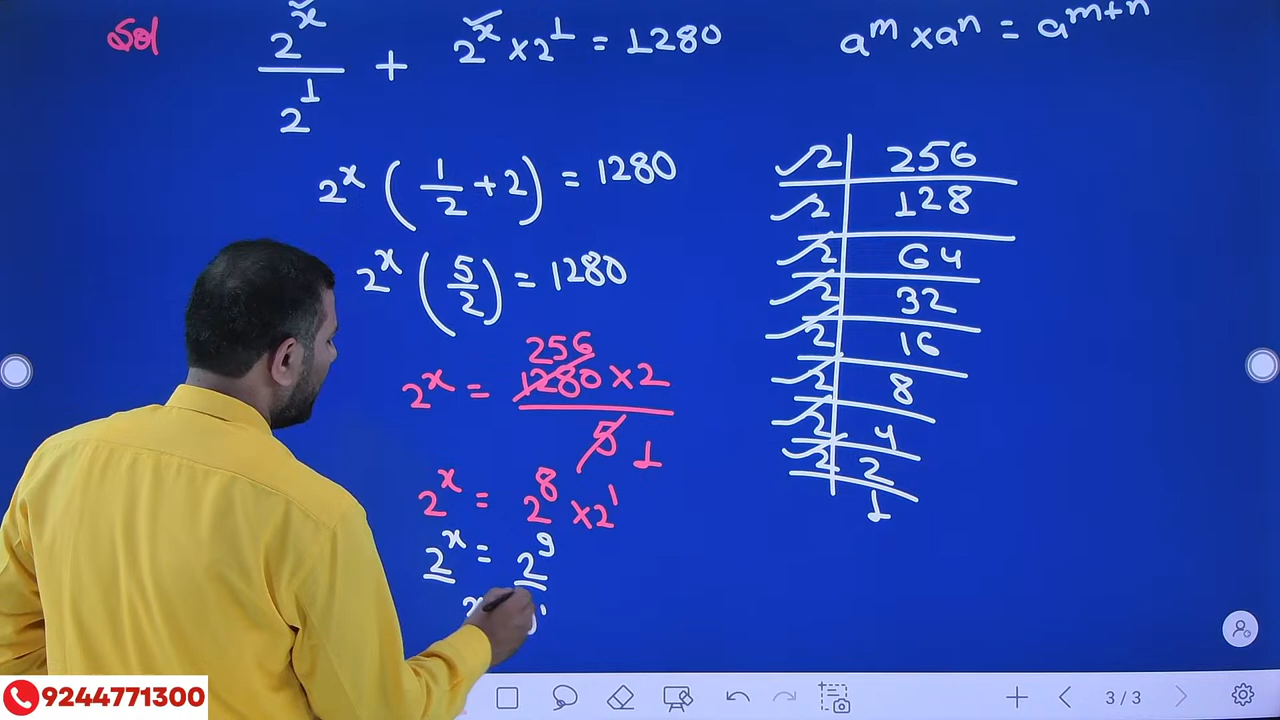 Sol
2^x / 2^1 + 2^x × 2^1 = 1280
a^m × a^n = a^(m+n)
2^x ( 1/2 + 2 ) = 1280
2^x ( 5/2 ) = 1280
256
2^x = 1280 × 2 / 5
1
2^x = 2^8 × 2^1
2^x = 2^9
2 | 256
2 | 128
2 | 64
2 | 32
2 | 16
2 | 8
2 | 4
2 | 2
1
3/3
9244771300